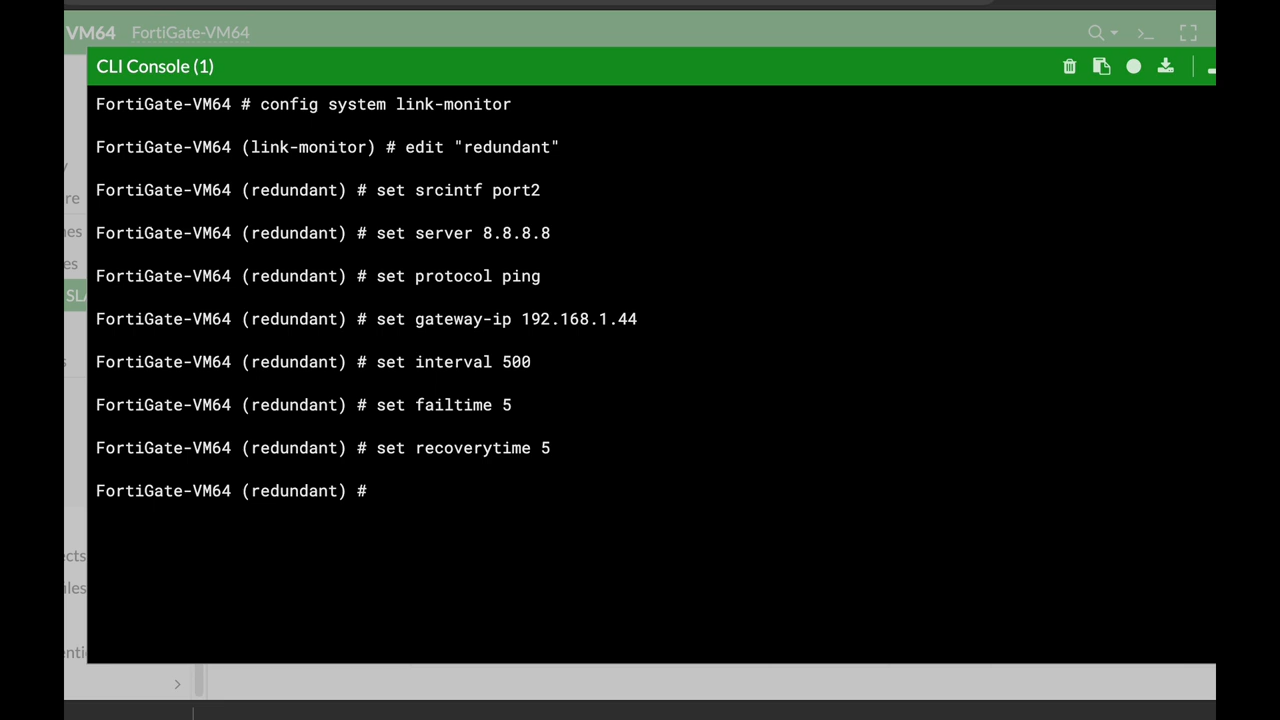 VM64 FortiGate-VM64
CLI Console (1)
FortiGate-VM64 # config system link-monitor
FortiGate-VM64 (link-monitor) # edit "redundant"
FortiGate-VM64 (redundant) # set srcintf port2
FortiGate-VM64 (redundant) # set server 8.8.8.8
FortiGate-VM64 (redundant) # set protocol ping
FortiGate-VM64 (redundant) # set gateway-ip 192.168.1.44
FortiGate-VM64 (redundant) # set interval 500
FortiGate-VM64 (redundant) # set failtime 5
FortiGate-VM64 (redundant) # set recoverytime 5
FortiGate-VM64 (redundant) #